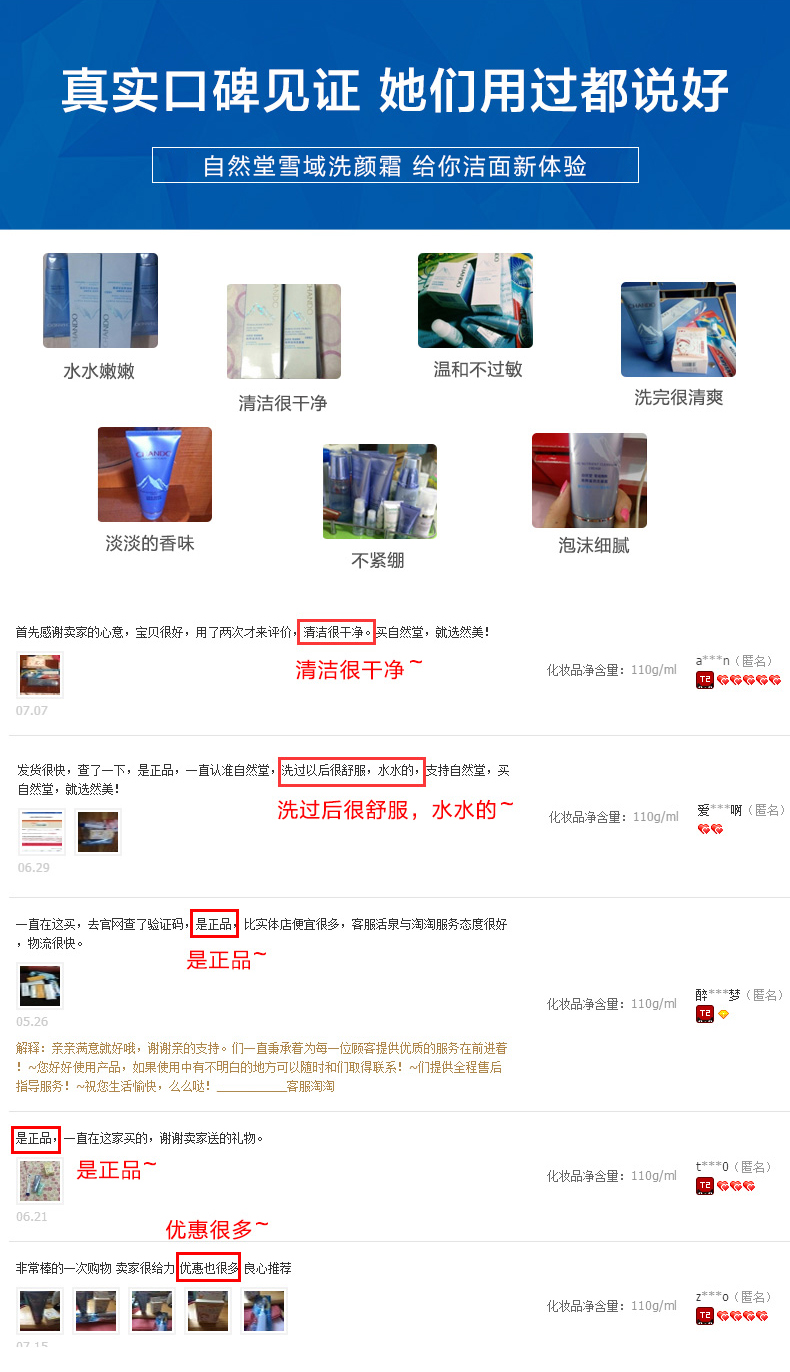 真实口碑见证 她们用过都说好
自然堂雪域洗颜霜 给你洁面新体验
水水嫩嫩
清洁很干净
温和不过敏
洗完很清爽
CHANDO
淡淡的香味
不紧绷
泡沫细腻
首先感谢卖家的心意，宝贝很好，用了两次才来评价，清洁很干净。买自然堂，就选然美！
清洁很干净~
07.07
化妆品净含量：110g/ml
a***n（匿名）
T2
发货很快，查了一下，是正品，一直认准自然堂，洗过以后很舒服，水水的，支持自然堂，买
自然堂，就选然美！
洗过后很舒服，水水的~
06.29
化妆品净含量：110g/ml
爱***啊（匿名）
一直在这买，去官网查了验证码，是正品，比实体店便宜很多，客服活泉与淘淘服务态度很好
，物流很快。
是正品~
05.26
化妆品净含量：110g/ml
醉***梦（匿名）
T2
解释：亲亲满意就好哦，谢谢亲的支持。们一直秉承着为每一位顾客提供优质的服务在前进着
！~您好好使用产品，如果使用中有不明白的地方可以随时和们取得联系！~们提供全程售后
指导服务！~祝您生活愉快，么么哒！__________客服淘淘
是正品，一直在这家买的，谢谢卖家送的礼物。
是正品~
06.21
化妆品净含量：110g/ml
t***0（匿名）
T2
优惠很多~
非常棒的一次购物 卖家很给力 优惠也很多 良心推荐
化妆品净含量：110g/ml
z***o（匿名）
T2
07.15